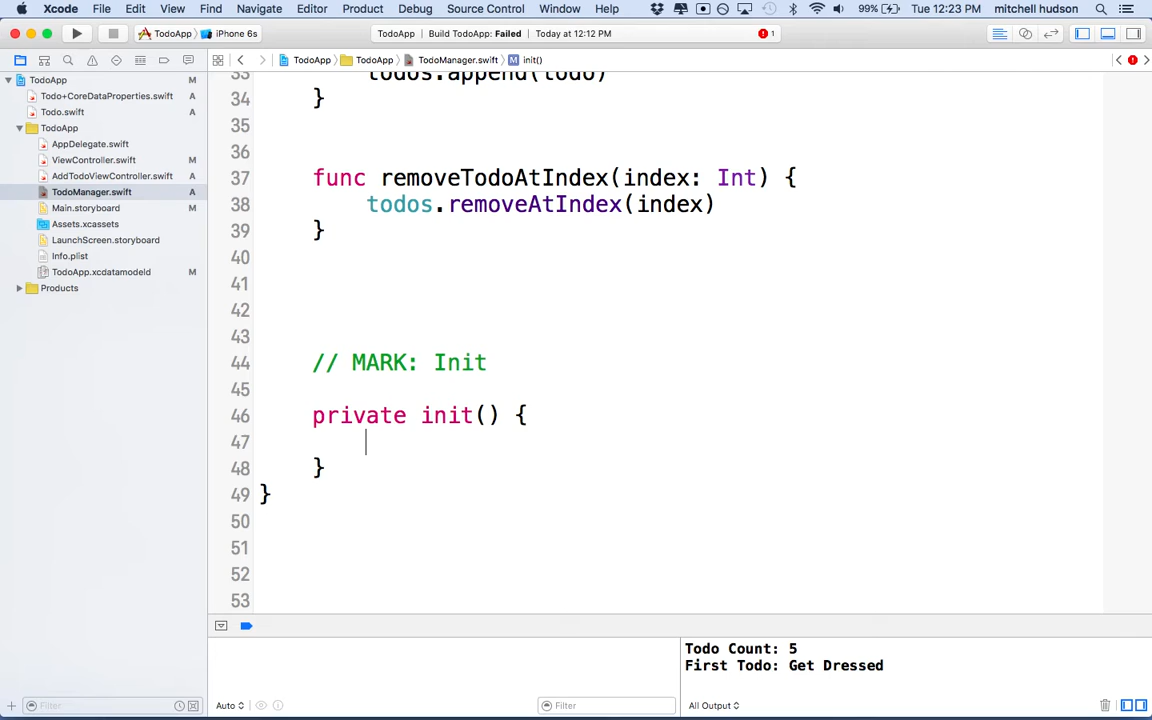 Xcode File Edit View Find Navigate Editor Product Debug Source Control Window Help 99% Tue 12:23 PM mitchell hudson
TodoApp iPhone 6s TodoApp Build TodoApp: Failed Today at 12:12 PM 1
TodoApp TodoApp TodoManager.swift M init()
TodoApp M
Todo+CoreDataProperties.swift A
Todo.swift A
TodoApp
AppDelegate.swift
ViewController.swift M
AddTodoViewController.swift A
TodoManager.swift A
Main.storyboard M
Assets.xcassets
LaunchScreen.storyboard
Info.plist
TodoApp.xcdatamodeld M
Products
33 todos.append(todo)
34 }
35
36
37 func removeTodoAtIndex(index: Int) {
38 todos.removeAtIndex(index)
39 }
40
41
42
43
44 // MARK: Init
45
46 private init() {
47
48 }
49 }
50
51
52
53
Todo Count: 5
First Todo: Get Dressed
Filter Auto Filter All Output